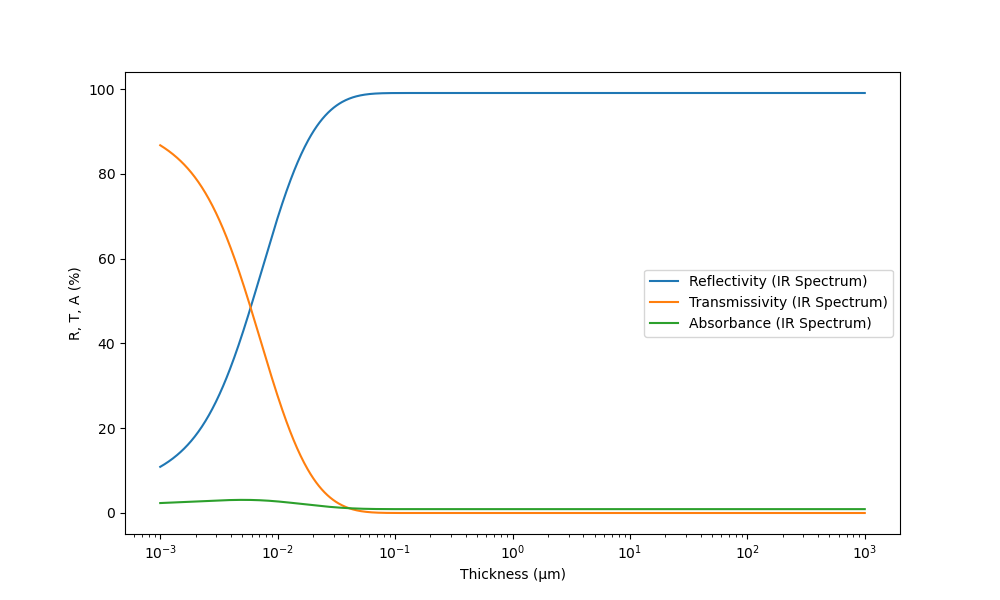 R, T, A (%)
100
80
60
40
20
0
Reflectivity (IR Spectrum)
Transmissivity (IR Spectrum)
Absorbance (IR Spectrum)
10⁻³ 10⁻² 10⁻¹ 10⁰ 10¹ 10² 10³
Thickness (μm)